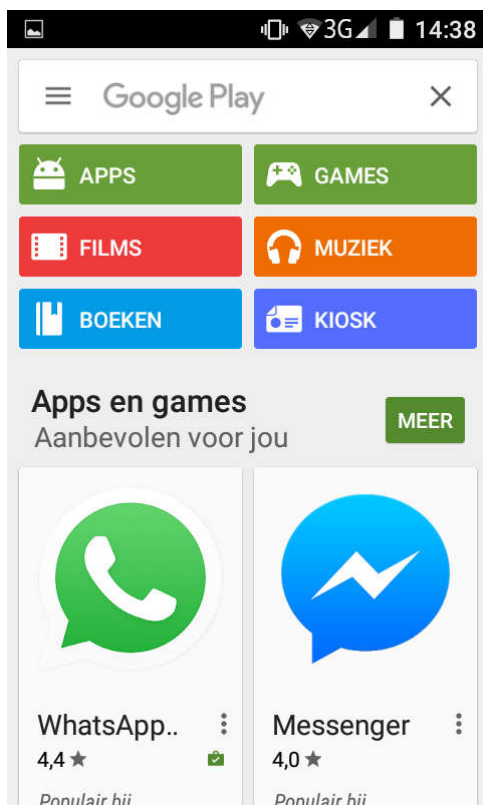 3G 14:38
Google Play
APPS GAMES
FILMS MUZIEK
BOEKEN KIOSK
Apps en games
Aanbevolen voor jou
MEER
WhatsApp.. Messenger
4,4 4,0
Populair bij Populair bij